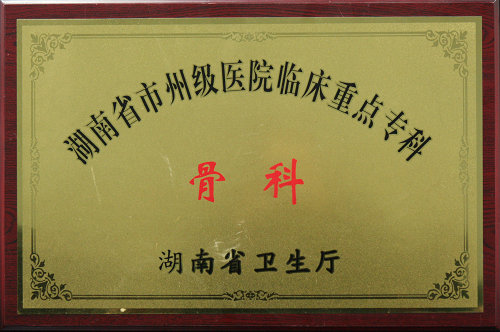 湖南省市州级医院临床重点专科
骨科
湖南省卫生厅